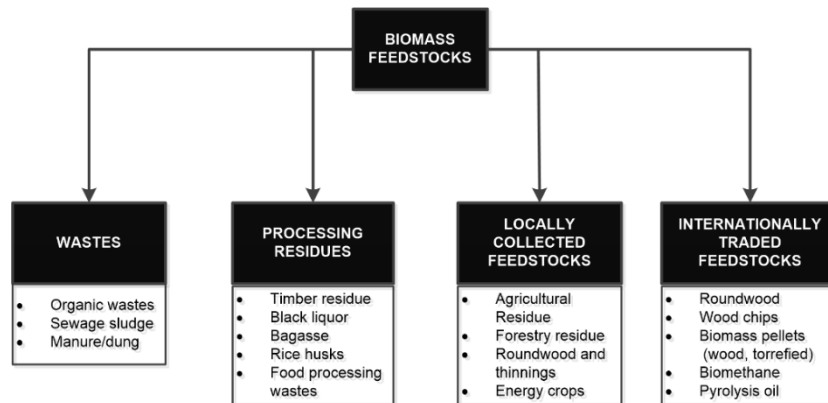 BIOMASS
FEEDSTOCKS
WASTES
• Organic wastes
• Sewage sludge
• Manure/dung
PROCESSING
RESIDUES
• Timber residue
• Black liquor
• Bagasse
• Rice husks
• Food processing
wastes
LOCALLY
COLLECTED
FEEDSTOCKS
• Agricultural
Residue
• Forestry residue
• Roundwood and
thinnings
• Energy crops
INTERNATIONALLY
TRADED
FEEDSTOCKS
• Roundwood
• Wood chips
• Biomass pellets
(wood, torrefied)
• Biomethane
• Pyrolysis oil